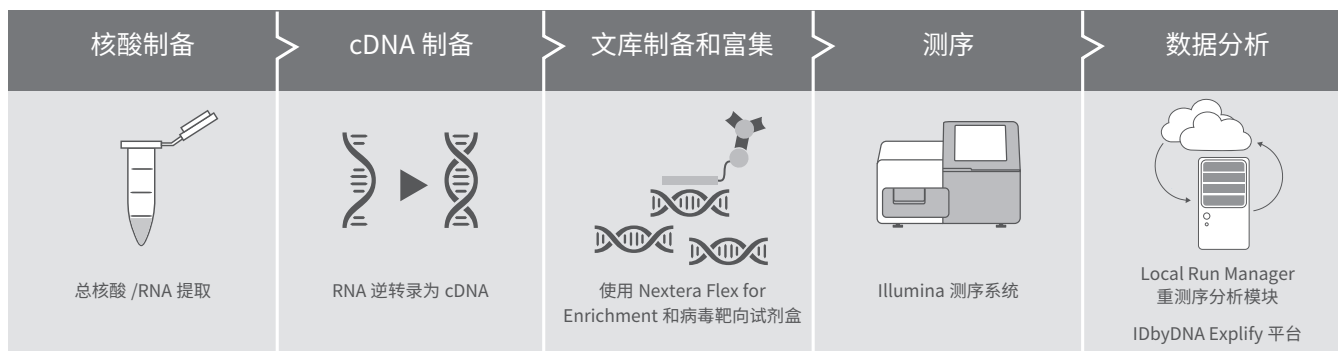 核酸制备
cDNA 制备
文库制备和富集
测序
数据分析
总核酸 /RNA 提取
RNA 逆转录为 cDNA
使用 Nextera Flex for
Enrichment 和病毒靶向试剂盒
Illumina 测序系统
Local Run Manager
重测序分析模块
IDbyDNA Explify 平台